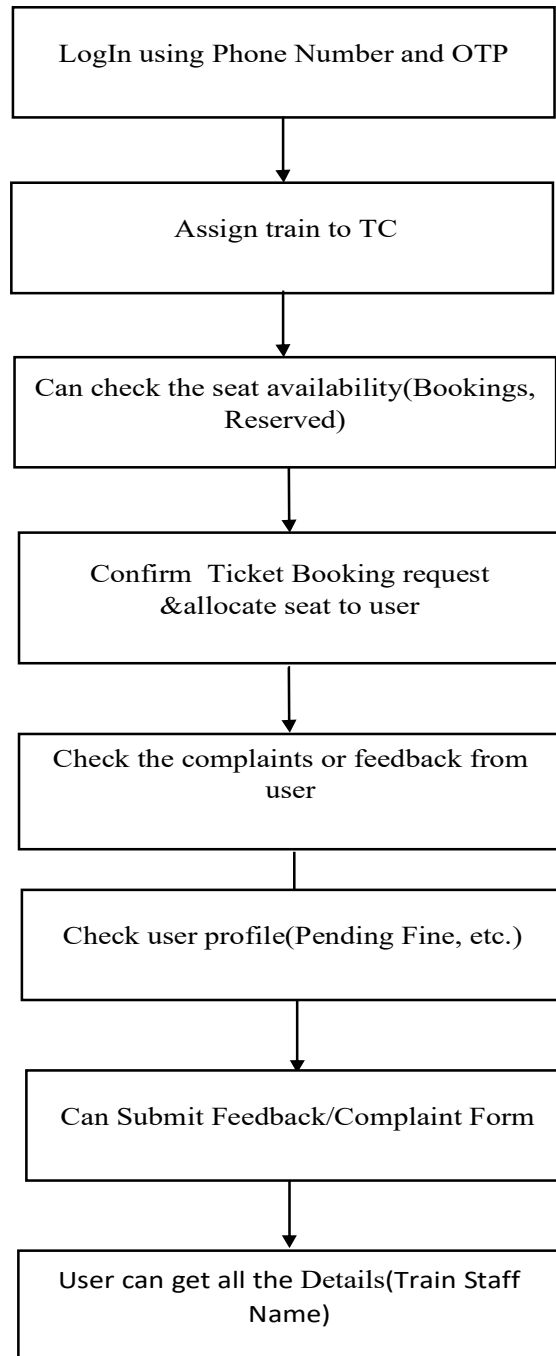 LogIn using Phone Number and OTP
Assign train to TC
Can check the seat availability(Bookings,
Reserved)
Confirm  Ticket Booking request
&allocate seat to user
Check the complaints or feedback from
user
Check user profile(Pending Fine, etc.)
Can Submit Feedback/Complaint Form
User can get all the Details(Train Staff
Name)